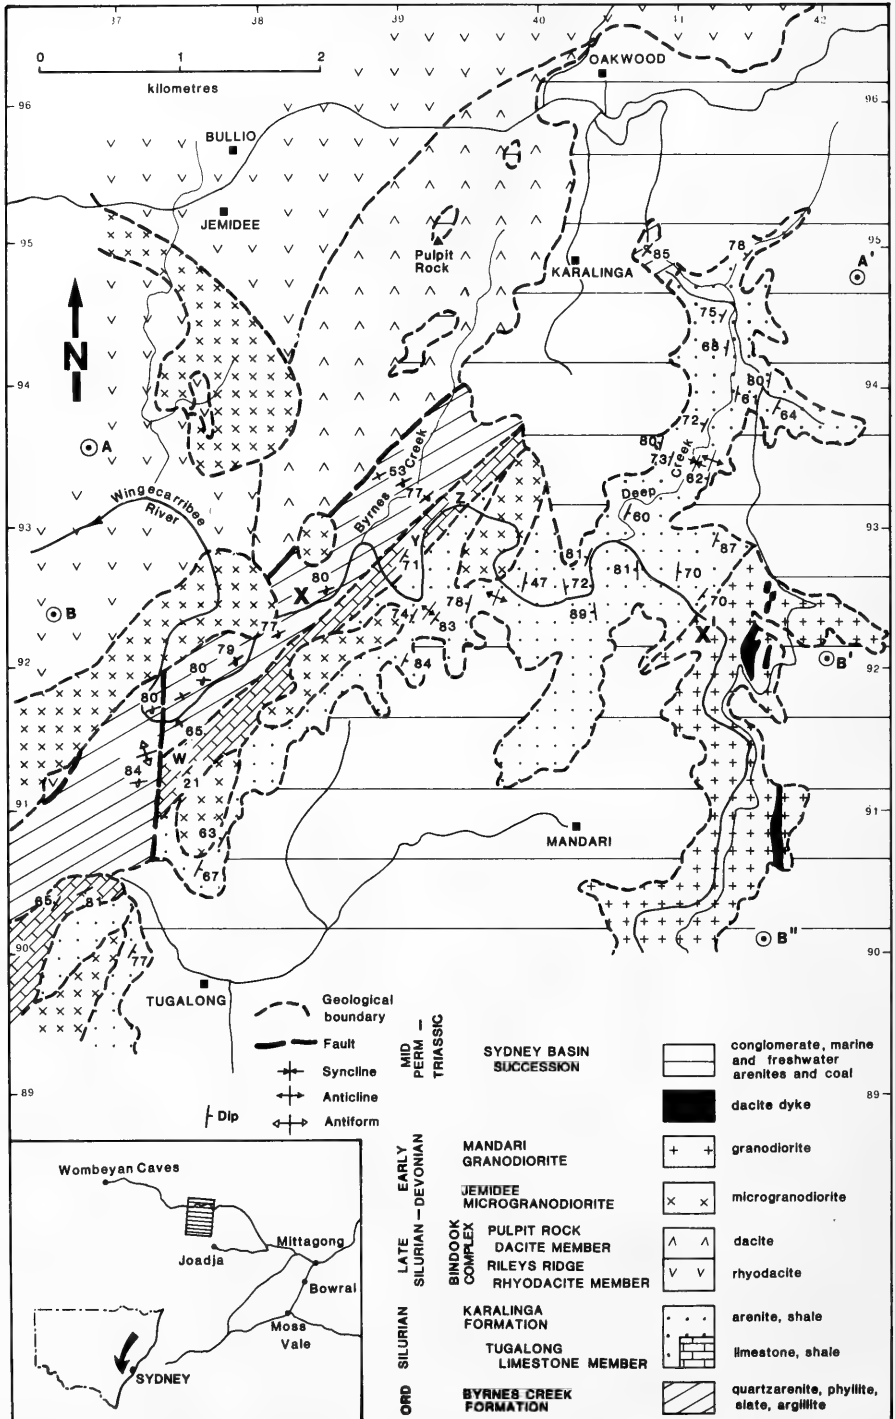 37 38 39 40 41 42
OAKWOOD
0 1 2
kilometres
96 96
BULLIO
JEMIDEE
95 95
Pulpit
Rock
KARALINGA
85
78
A'
N
75
68
94 94
80
61
64
72
80
73
Creek
62
A
53
Byrnes Creek
77
Z
Deep
60
Wingecarribee
River
93 93
Y
71
81
87
80
X
47
72
81
70
B
77
74
78
83
89
70
X'
79
84
92 92
B'
80
80
65
W
84
21
91 91
63
MANDARI
67
65
81
77
90 90
B"
TUGALONG
Geological
boundary
Fault
Syncline
Anticline
Dip
Antiform
89 89
MID
PERM –
TRIASSIC
SYDNEY BASIN
SUCCESSION
conglomerate, marine
and freshwater
arenites and coal
dacite dyke
LATE EARLY
SILURIAN – DEVONIAN
MANDARI
GRANODIORITE
+ + granodiorite
JEMIDEE
MICROGRANODIORITE
x x microgranodiorite
BINDOOK
COMPLEX
PULPIT ROCK
DACITE MEMBER
dacite
RILEYS RIDGE
RHYODACITE MEMBER
v v rhyodacite
SILURIAN
KARALINGA
FORMATION
arenite, shale
TUGALONG
LIMESTONE MEMBER
limestone, shale
ORD
BYRNES CREEK
FORMATION
quartzarenite, phyllite,
slate, argillite
Wombeyan Caves
Joadja
Mittagong
Bowral
Moss
Vale
SYDNEY